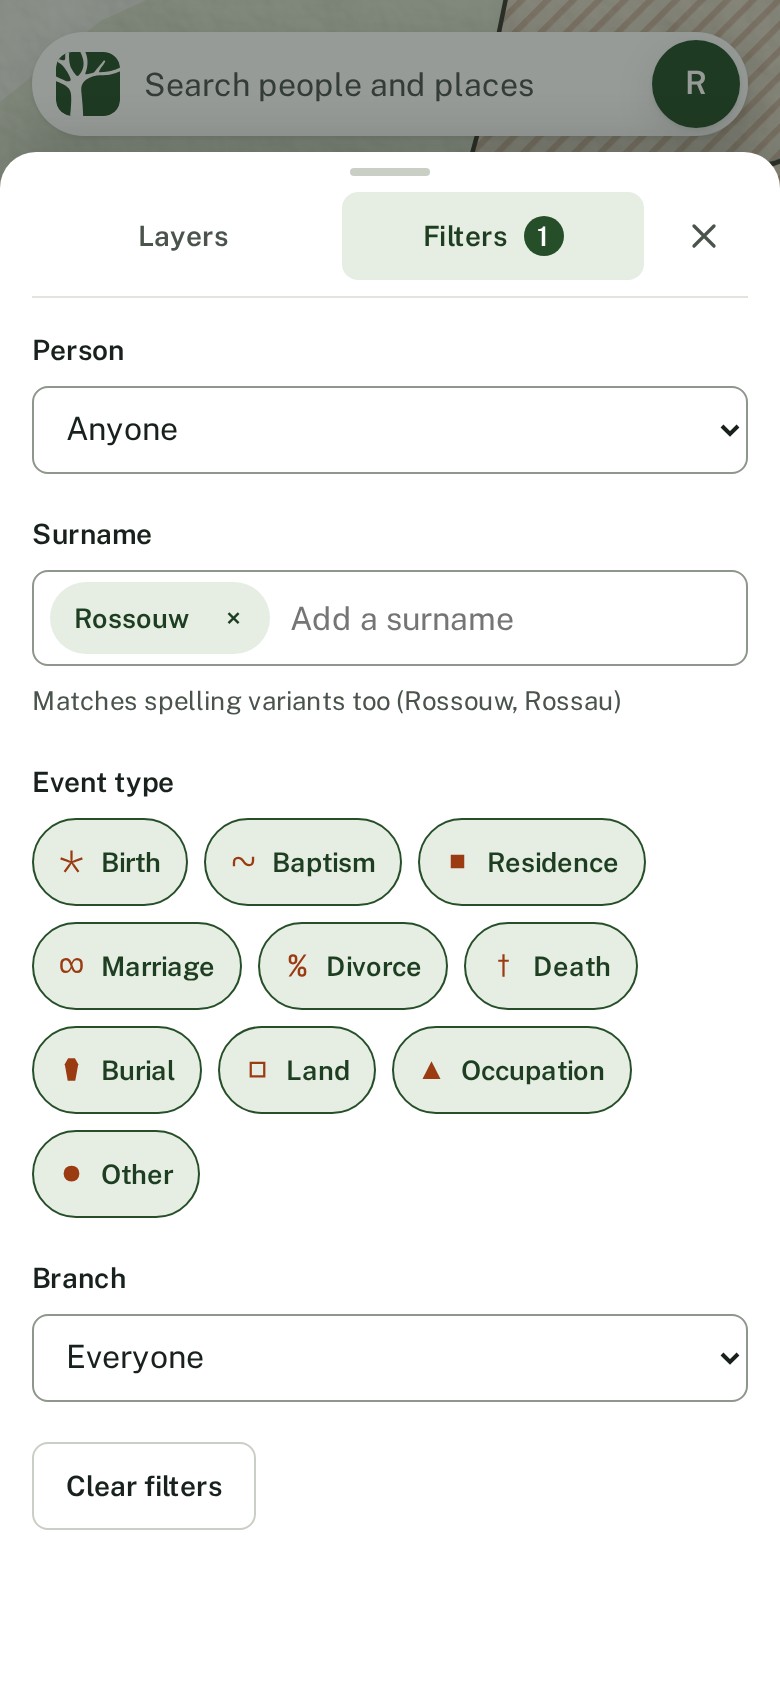 Search people and places
R
Layers
Filters 1
Person
Anyone
Surname
Rossouw × Add a surname
Matches spelling variants too (Rossouw, Rossau)
Event type
Birth ~ Baptism ■ Residence
∞ Marriage % Divorce † Death
Burial □ Land ▲ Occupation
● Other
Branch
Everyone
Clear filters